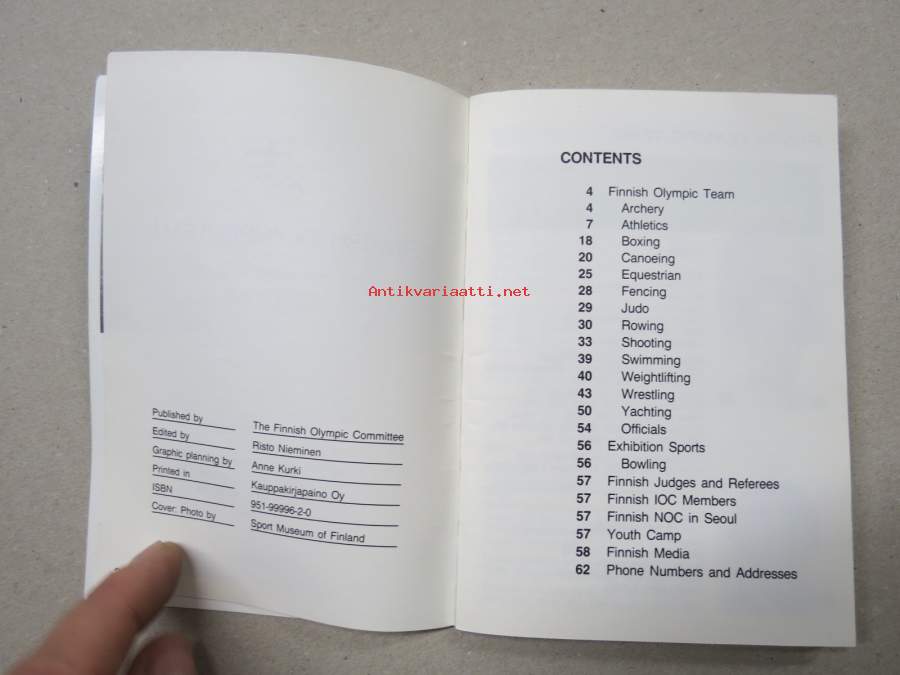 Published by The Finnish Olympic Committee
Edited by Risto Nieminen
Graphic planning by Anne Kurki
Printed in Kauppakirjapaino Oy
ISBN 951-99996-2-0
Cover: Photo by Sport Museum of Finland
Antikvariaatti.net
CONTENTS
4 Finnish Olympic Team
4 Archery
7 Athletics
18 Boxing
20 Canoeing
25 Equestrian
28 Fencing
29 Judo
30 Rowing
33 Shooting
39 Swimming
40 Weightlifting
43 Wrestling
50 Yachting
54 Officials
56 Exhibition Sports
56 Bowling
57 Finnish Judges and Referees
57 Finnish IOC Members
57 Finnish NOC in Seoul
57 Youth Camp
58 Finnish Media
62 Phone Numbers and Addresses